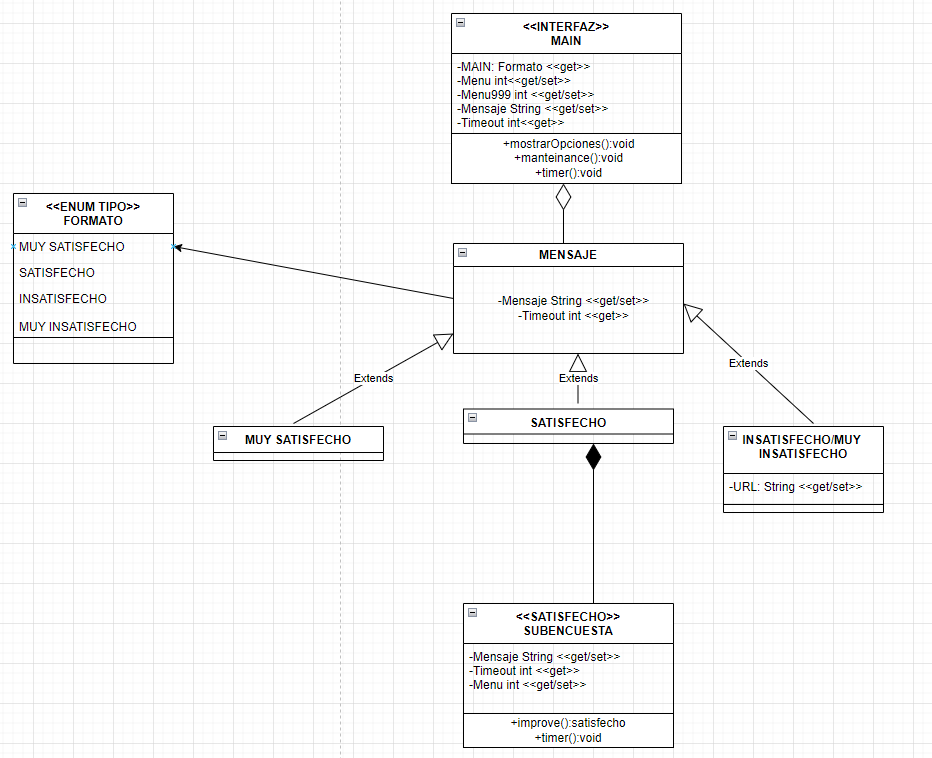 <<INTERFAZ>>
MAIN
-MAIN: Formato <<get>>
-Menu int<<get/set>>
-Menu999 int <<get/set>>
-Mensaje String <<get/set>>
-Timeout int<<get>>
+mostrarOpciones():void
+manteinance():void
+timer():void
<<ENUM TIPO>>
FORMATO
MUY SATISFECHO
SATISFECHO
INSATISFECHO
MUY INSATISFECHO
MENSAJE
-Mensaje String <<get/set>>
-Timeout int <<get>>
Extends
Extends
Extends
MUY SATISFECHO
SATISFECHO
INSATISFECHO/MUY
INSATISFECHO
-URL: String <<get/set>>
<<SATISFECHO>>
SUBENCUESTA
-Mensaje String <<get/set>>
-Timeout int <<get>>
-Menu int <<get/set>>
+improve():satisfecho
+timer():void